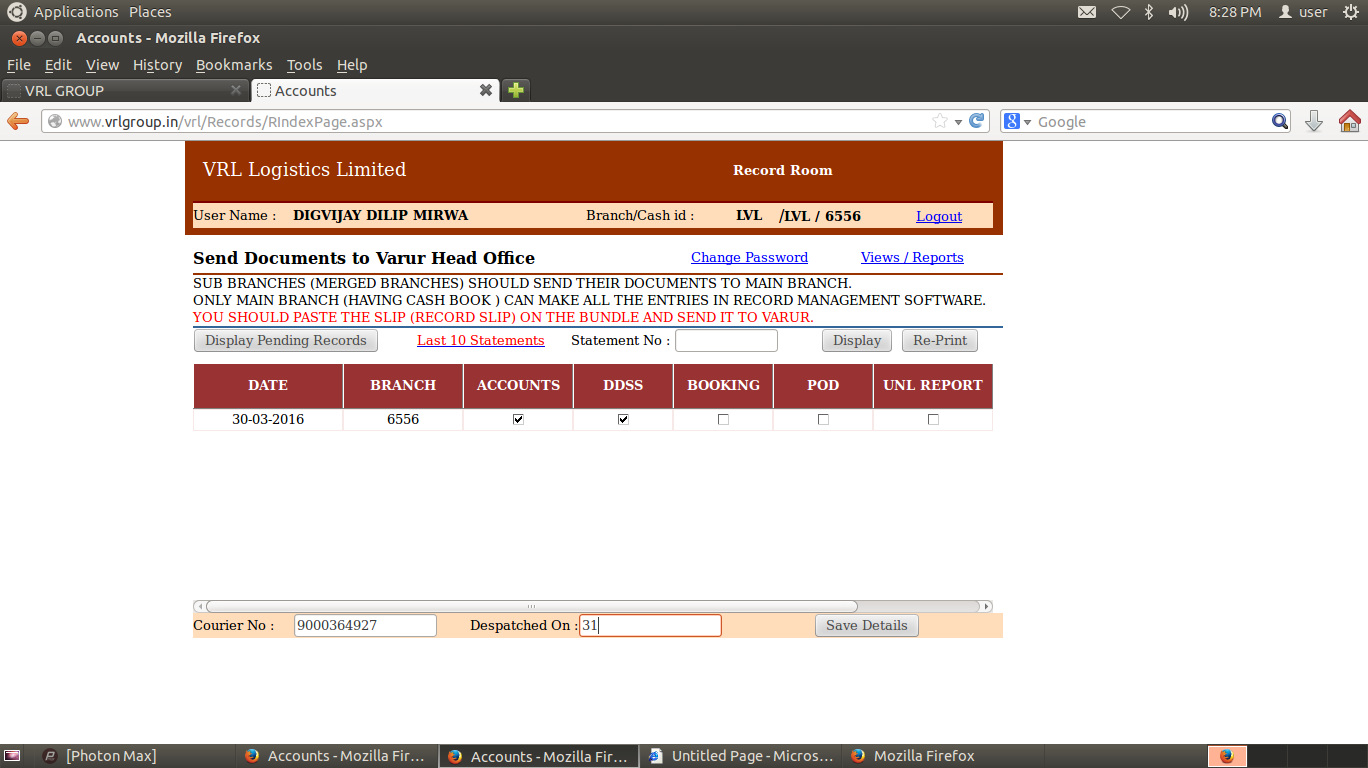 Applications Places 8:28 PM user
Accounts - Mozilla Firefox
File Edit View History Bookmarks Tools Help
VRL GROUP Accounts
www.vrlgroup.in/vrl/Records/RIndexPage.aspx Google
VRL Logistics Limited Record Room
User Name : DIGVIJAY DILIP MIRWA Branch/Cash id : LVL /LVL / 6556 Logout
Send Documents to Varur Head Office Change Password Views / Reports
SUB BRANCHES (MERGED BRANCHES) SHOULD SEND THEIR DOCUMENTS TO MAIN BRANCH.
ONLY MAIN BRANCH (HAVING CASH BOOK ) CAN MAKE ALL THE ENTRIES IN RECORD MANAGEMENT SOFTWARE.
YOU SHOULD PASTE THE SLIP (RECORD SLIP) ON THE BUNDLE AND SEND IT TO VARUR.
Display Pending Records Last 10 Statements Statement No : Display Re-Print
DATE BRANCH ACCOUNTS DDSS BOOKING POD UNL REPORT
30-03-2016 6556
Courier No : 9000364927 Despatched On : 31 Save Details
[Photon Max] Accounts - Mozilla Fir... Accounts - Mozilla Fir... Untitled Page - Micros... Mozilla Firefox